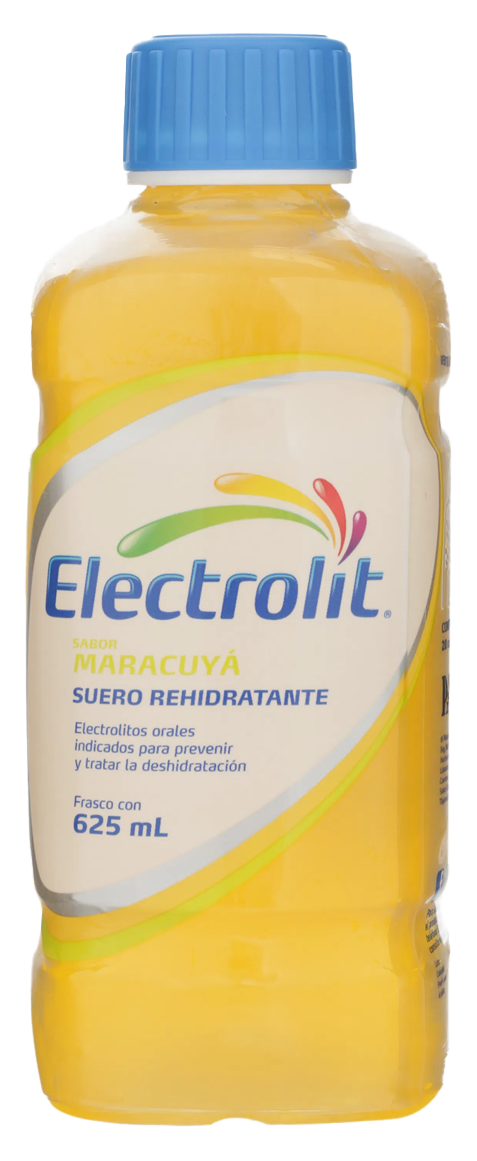 Electrolit®
SABOR
MARACUYÁ
SUERO REHIDRATANTE
Electrolitos orales
indicados para prevenir
y tratar la deshidratación
Frasco con
625 mL